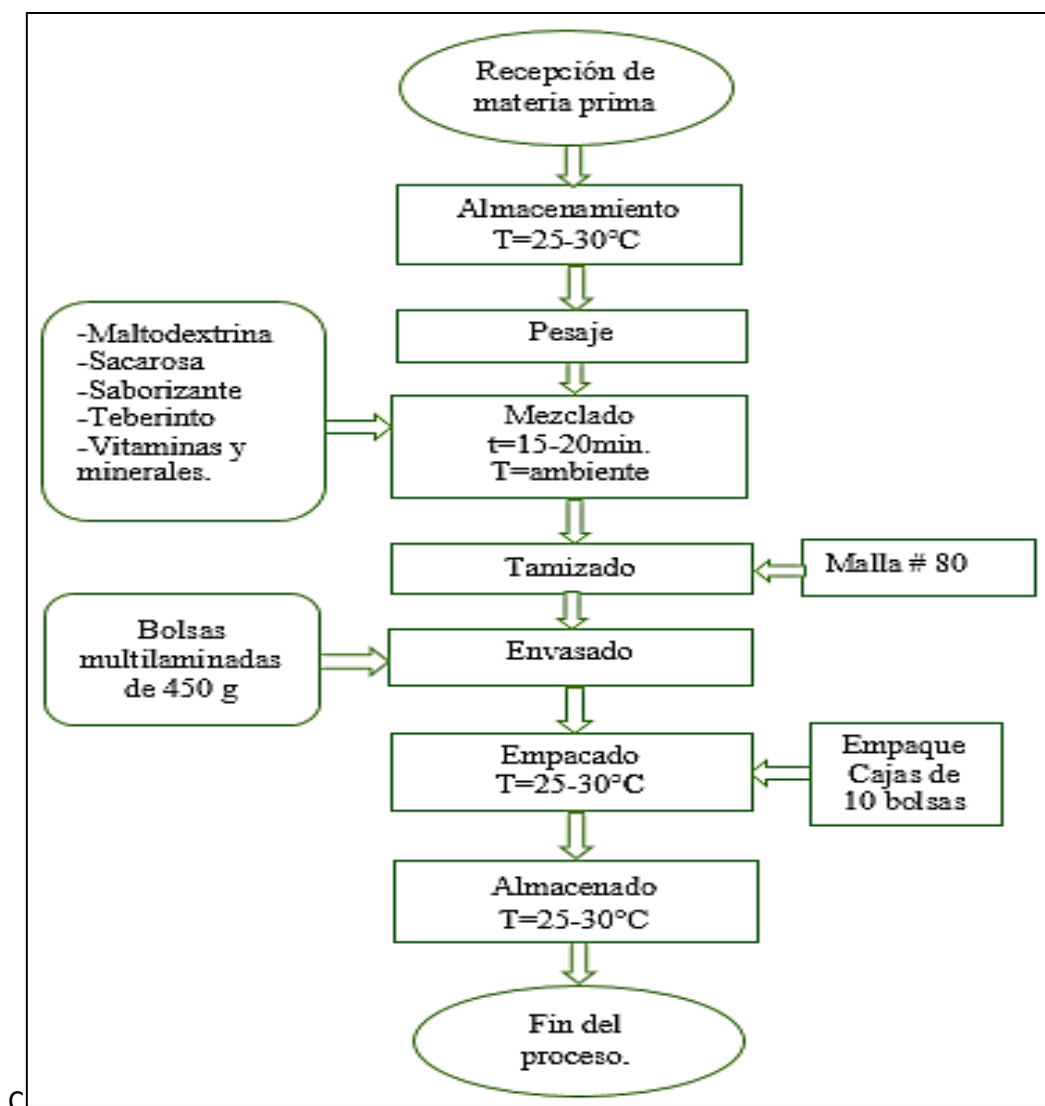 Recepción de
materia prima
Almacenamiento
T=25-30°C
Pesaje
-Maltodextrina
-Sacarosa
-Saborizante
-Teberinto
-Vitaminas y
minerales.
Mezclado
t=15-20min.
T=ambiente
Tamizado
Malla # 80
Bolsas
multilaminadas
de 450 g
Envasado
Empacado
T=25-30°C
Empaque
Cajas de
10 bolsas
Almacenado
T=25-30°C
Fin del
proceso.
C